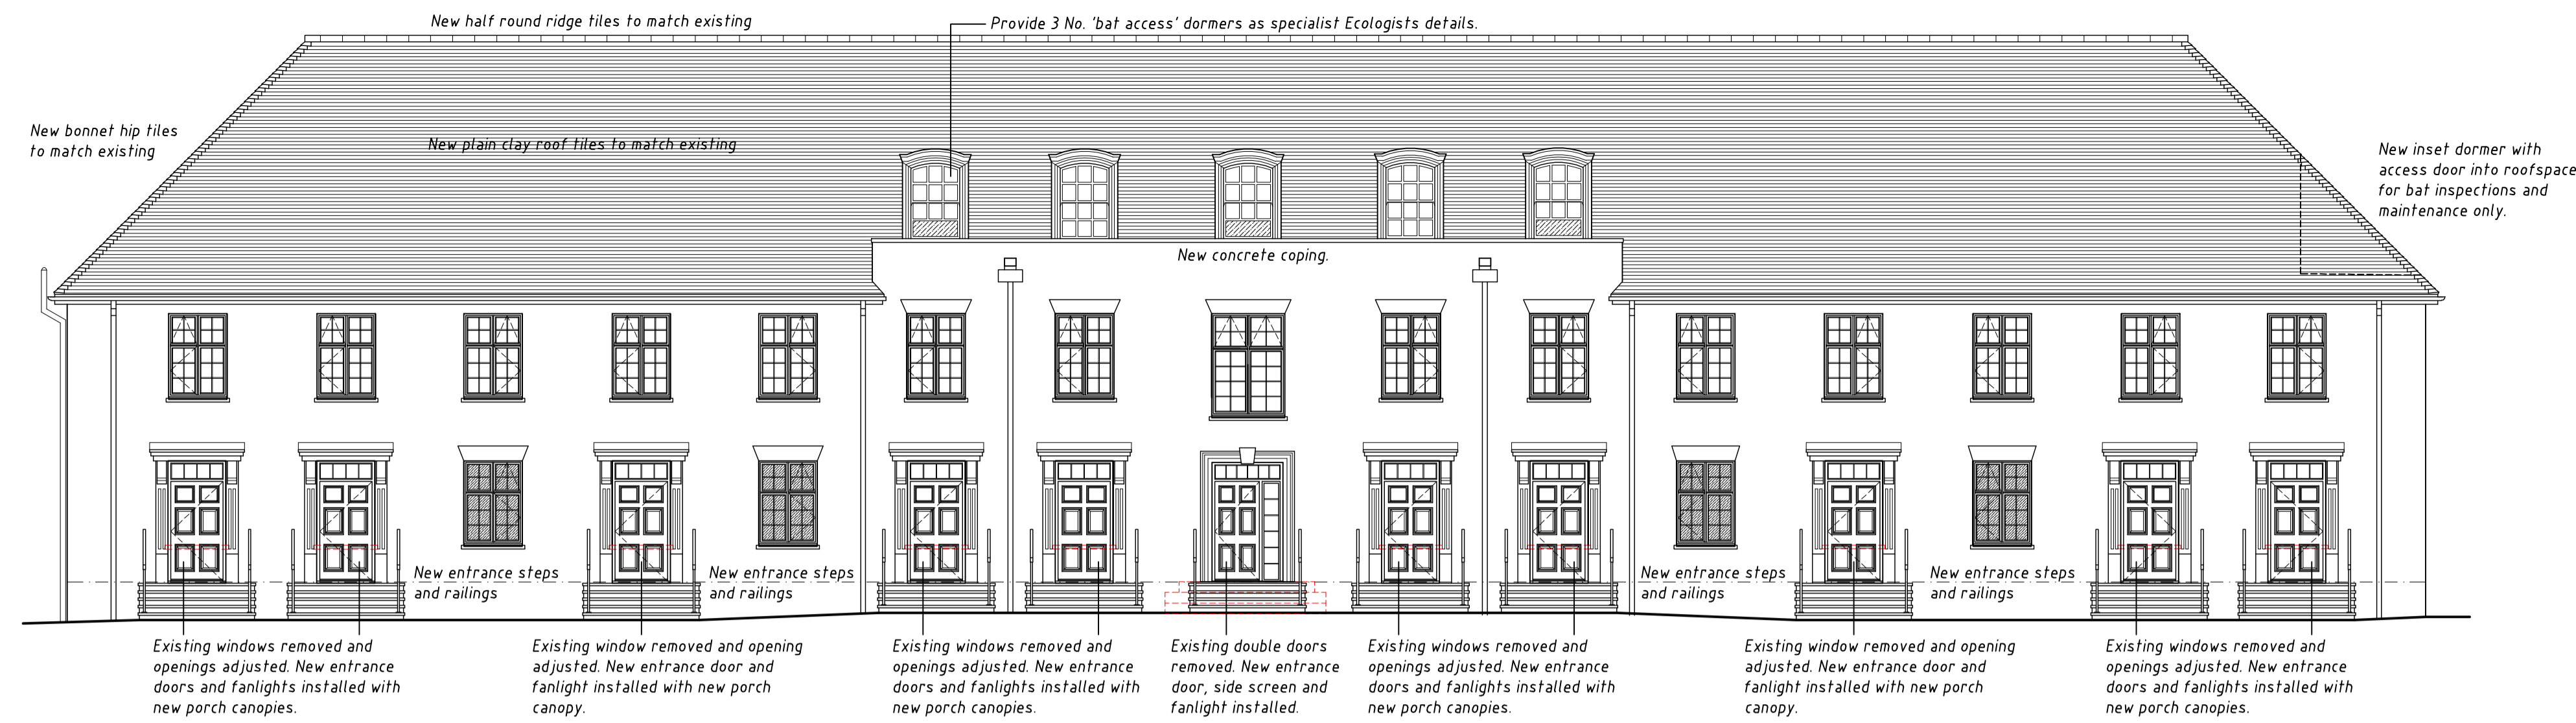 New half round ridge tiles to match existing
Provide 3 No. 'bat access' dormers as specialist Ecologists details.
New bonnet hip tiles
to match existing
New plain clay roof tiles to match existing
New inset dormer with
access door into roofspace
for bat inspections and
maintenance only.
New concrete coping.
New entrance steps
and railings
New entrance steps
and railings
New entrance steps
and railings
New entrance steps
and railings
Existing windows removed and
openings adjusted. New entrance
doors and fanlights installed with
new porch canopies.
Existing window removed and opening
adjusted. New entrance door and
fanlight installed with new porch
canopy.
Existing windows removed and
openings adjusted. New entrance
doors and fanlights installed with
new porch canopies.
Existing double doors
removed. New entrance
door, side screen and
fanlight installed.
Existing windows removed and
openings adjusted. New entrance
doors and fanlights installed with
new porch canopies.
Existing window removed and opening
adjusted. New entrance door and
fanlight installed with new porch
canopy.
Existing windows removed and
openings adjusted. New entrance
doors and fanlights installed with
new porch canopies.